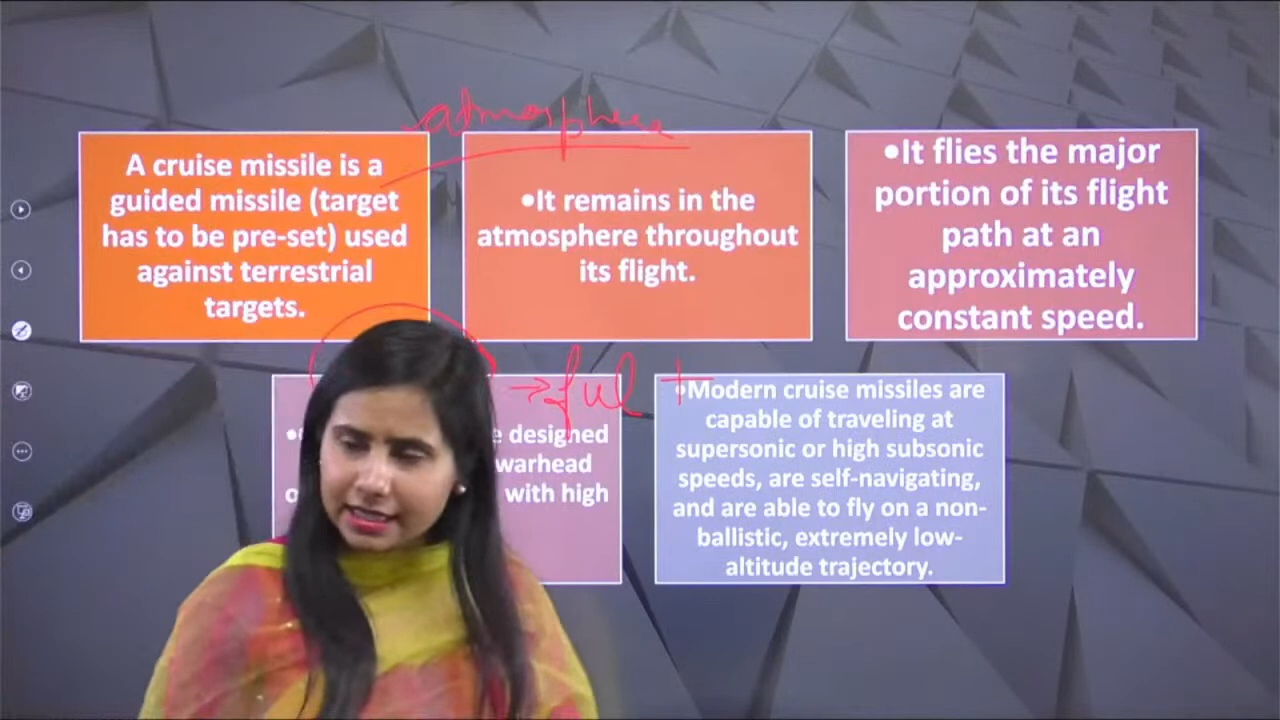 atmosphere
A cruise missile is a
guided missile (target
has to be pre-set) used
against terrestrial
targets.
•It remains in the
atmosphere throughout
its flight.
•It flies the major
portion of its flight
path at an
approximately
constant speed.
→ ful +
designed
warhead
with high
•Modern cruise missiles are
capable of traveling at
supersonic or high subsonic
speeds, are self-navigating,
and are able to fly on a non-
ballistic, extremely low-
altitude trajectory.